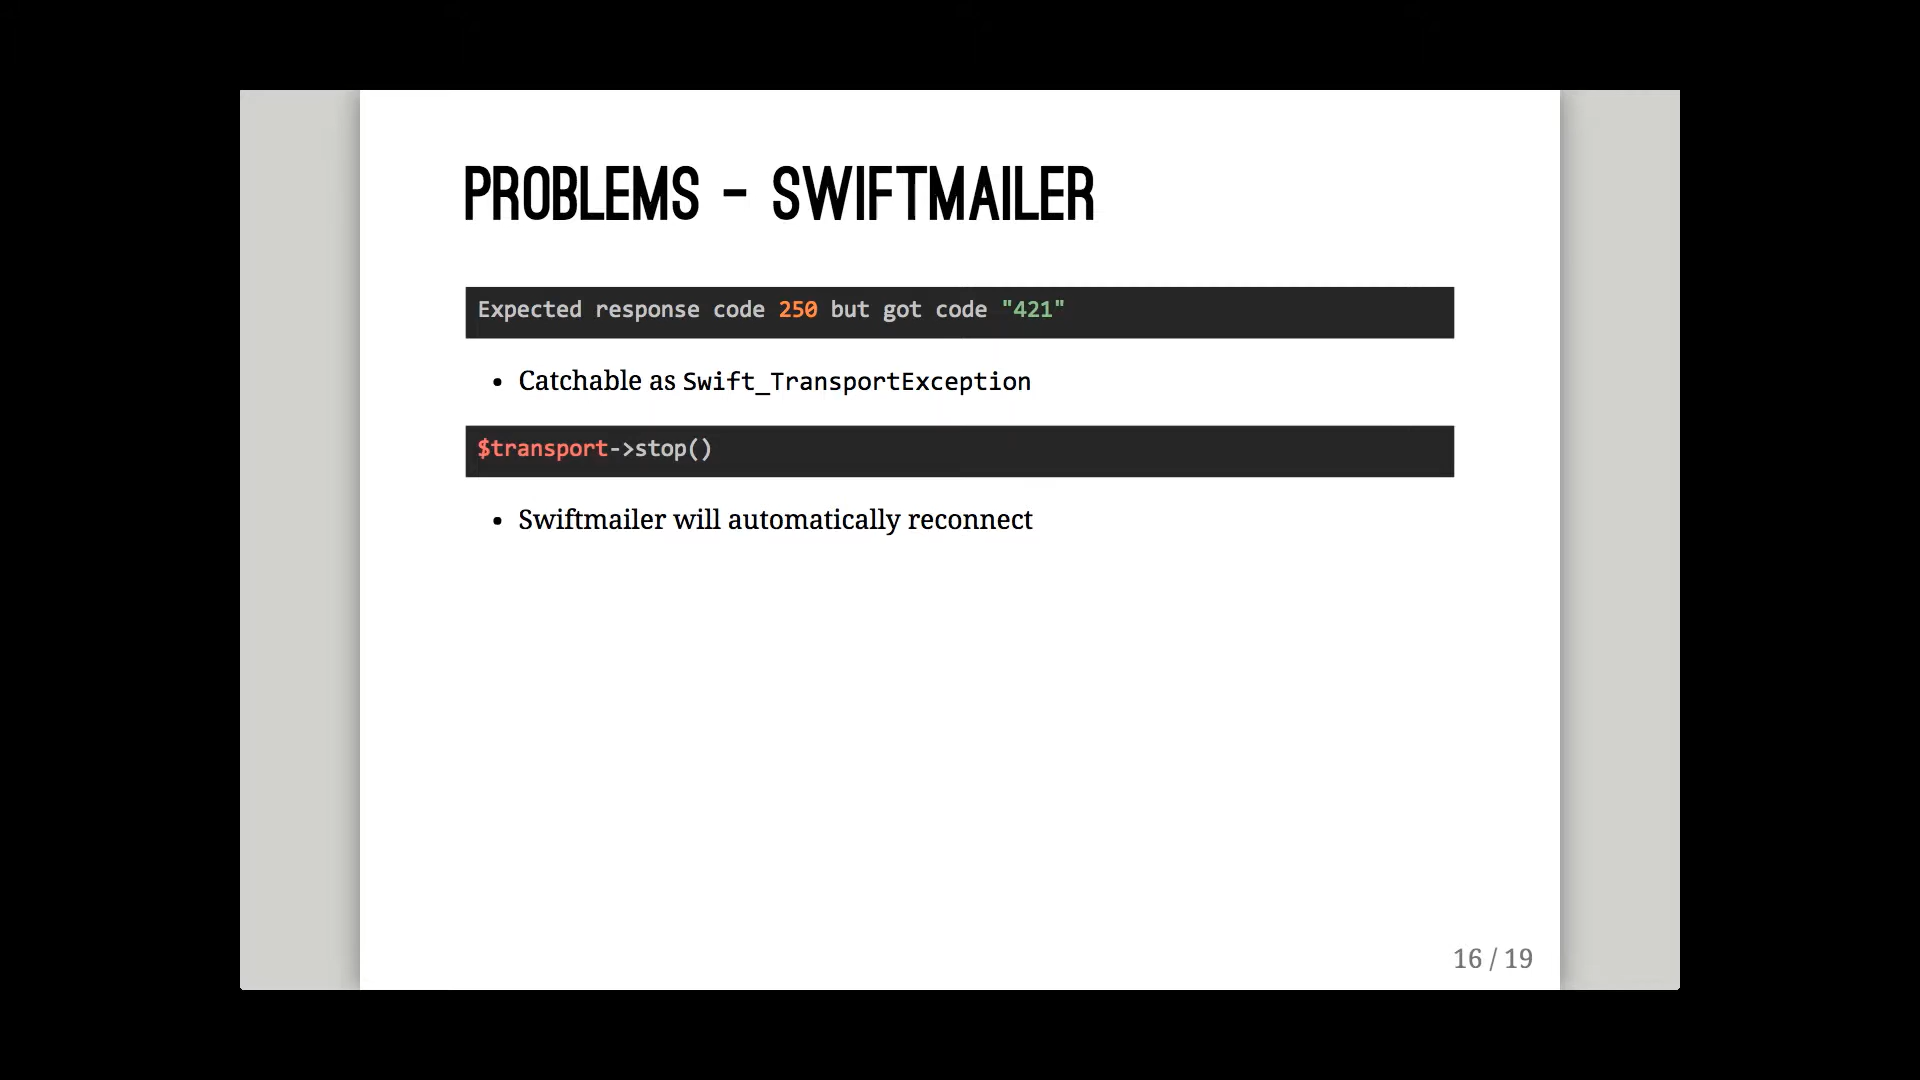 PROBLEMS - SWIFTMAILER
Expected response code 250 but got code "421"
• Catchable as Swift_TransportException
$transport->stop()
• Swiftmailer will automatically reconnect
16 / 19